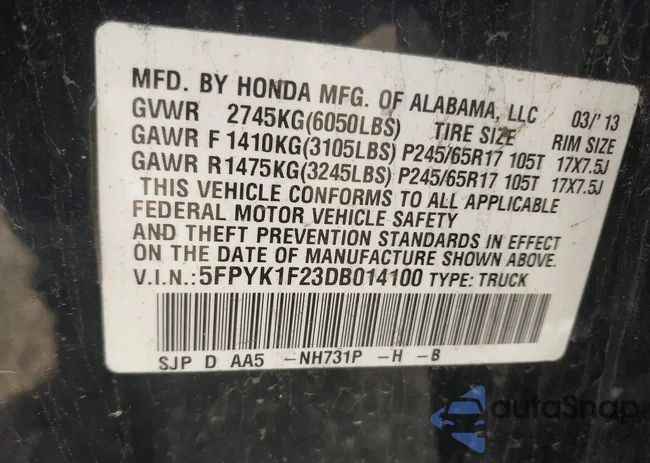 MFD. BY HONDA MFG. OF ALABAMA, LLC 03/'13
GVWR 2745KG(6050LBS) TIRE SIZE RIM SIZE
GAWR F 1410KG(3105LBS) P245/65R17 105T 17X7.5J
GAWR R 1475KG(3245LBS) P245/65R17 105T 17X7.5J
THIS VEHICLE CONFORMS TO ALL APPLICABLE
FEDERAL MOTOR VEHICLE SAFETY
AND THEFT PREVENTION STANDARDS IN EFFECT
ON THE DATE OF MANUFACTURE SHOWN ABOVE.
V.I.N.: 5FPYK1F23DB014100 TYPE: TRUCK
SJP D AA5 -NH731P -H -B
autoSnap